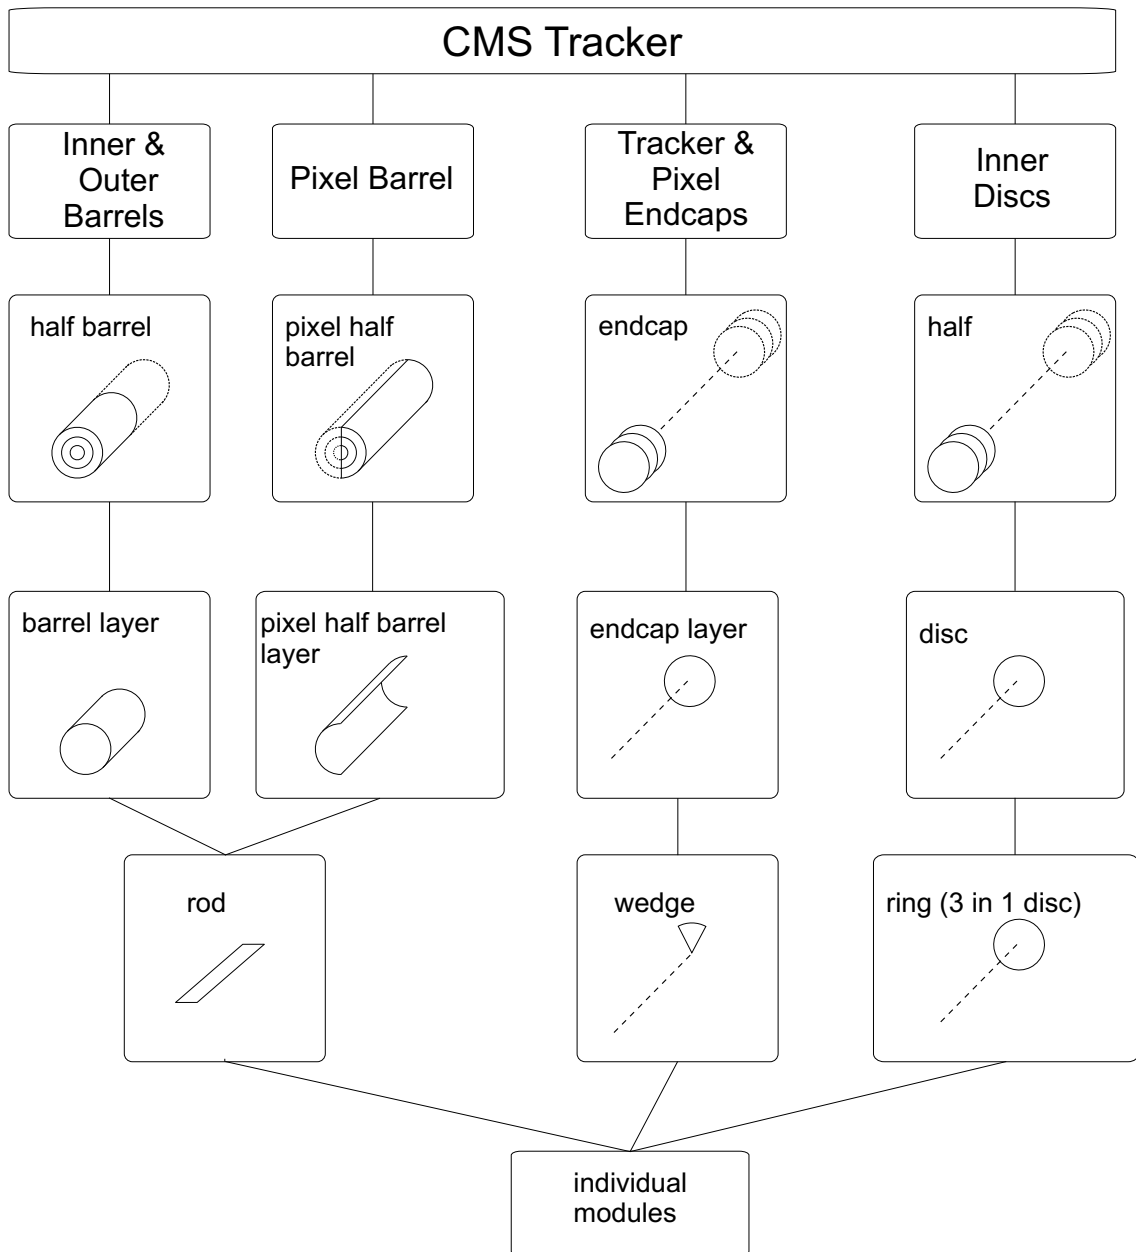 CMS Tracker
Inner &
Outer
Barrels
Pixel Barrel
Tracker &
Pixel
Endcaps
Inner
Discs
half barrel
pixel half
barrel
endcap
half
barrel layer
pixel half barrel
layer
endcap layer
disc
rod
wedge
ring (3 in 1 disc)
individual
modules